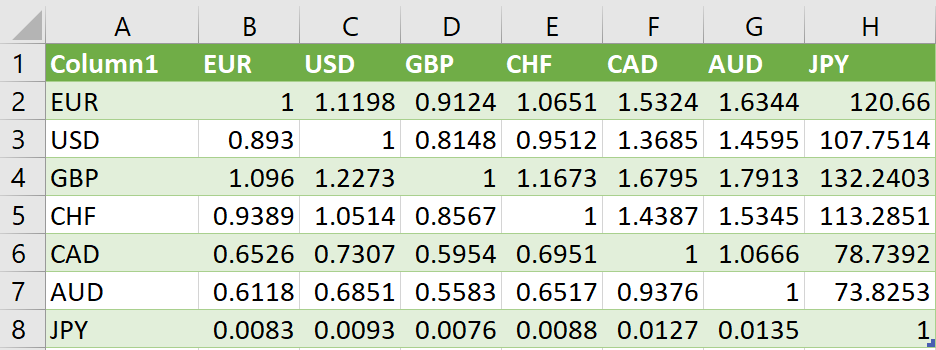 A B C D E F G H
1 Column1 EUR USD GBP CHF CAD AUD JPY
2 EUR 1 1.1198 0.9124 1.0651 1.5324 1.6344 120.66
3 USD 0.893 1 0.8148 0.9512 1.3685 1.4595 107.7514
4 GBP 1.096 1.2273 1 1.1673 1.6795 1.7913 132.2403
5 CHF 0.9389 1.0514 0.8567 1 1.4387 1.5345 113.2851
6 CAD 0.6526 0.7307 0.5954 0.6951 1 1.0666 78.7392
7 AUD 0.6118 0.6851 0.5583 0.6517 0.9376 1 73.8253
8 JPY 0.0083 0.0093 0.0076 0.0088 0.0127 0.0135 1